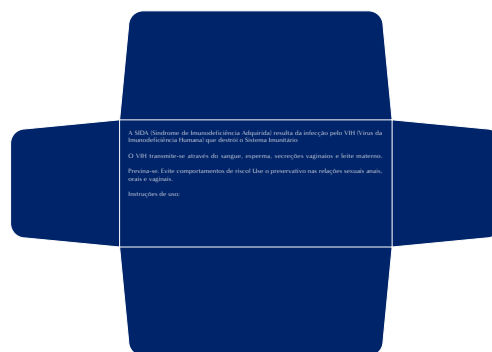 A SIDA (Síndrome de Imunodeficiência Adquirida) resulta da infecção pelo VIH (Vírus da
Imunodeficiência Humana) que destrói o Sistema Imunitário
O VIH transmite-se através do sangue, esperma, secreções vaginais e leite materno.
Previna-se. Evite comportamentos de risco! Use o preservativo nas relações sexuais anais,
orais e vaginais.
Instruções de uso: